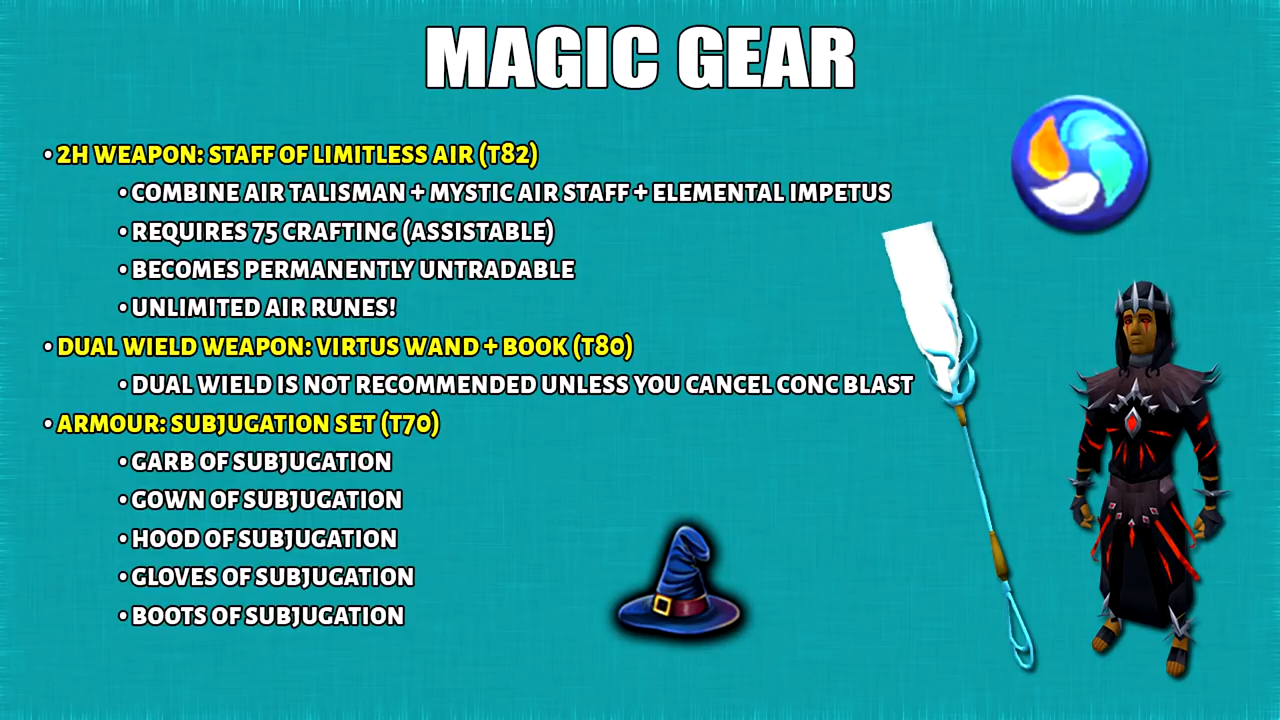 MAGIC GEAR
• 2H WEAPON: STAFF OF LIMITLESS AIR (T82)
• COMBINE AIR TALISMAN + MYSTIC AIR STAFF + ELEMENTAL IMPETUS
• REQUIRES 75 CRAFTING (ASSISTABLE)
• BECOMES PERMANENTLY UNTRADABLE
• UNLIMITED AIR RUNES!
• DUAL WIELD WEAPON: VIRTUS WAND + BOOK (T80)
• DUAL WIELD IS NOT RECOMMENDED UNLESS YOU CANCEL CONC BLAST
• ARMOUR: SUBJUGATION SET (T70)
• GARB OF SUBJUGATION
• GOWN OF SUBJUGATION
• HOOD OF SUBJUGATION
• GLOVES OF SUBJUGATION
• BOOTS OF SUBJUGATION